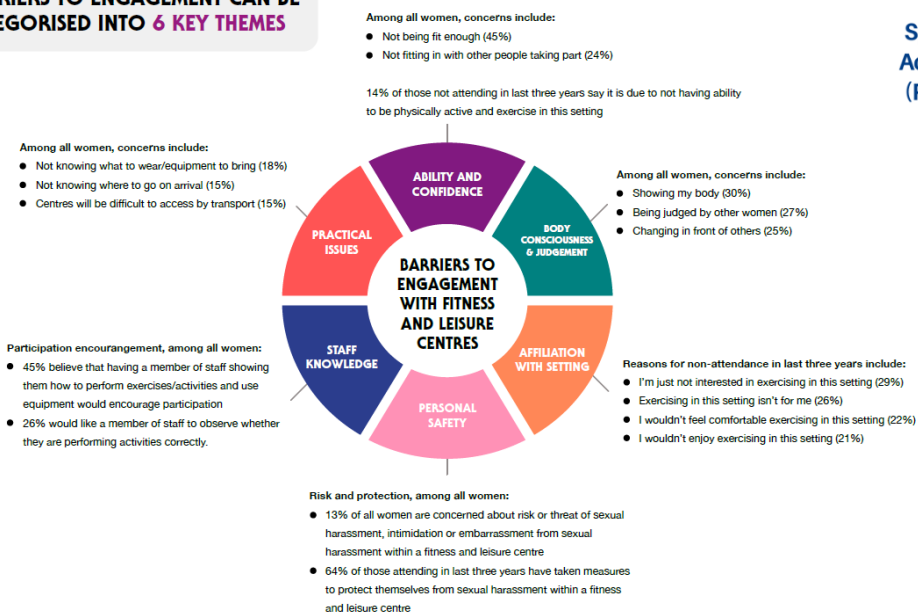 BARRIERS TO ENGAGEMENT CAN BE
CATEGORISED INTO 6 KEY THEMES
Among all women, concerns include:
● Not being fit enough (45%)
● Not fitting in with other people taking part (24%)
14% of those not attending in last three years say it is due to not having ability
to be physically active and exercise in this setting
Among all women, concerns include:
● Not knowing what to wear/equipment to bring (18%)
● Not knowing where to go on arrival (15%)
● Centres will be difficult to access by transport (15%)
ABILITY AND
CONFIDENCE
Among all women, concerns include:
● Showing my body (30%)
● Being judged by other women (27%)
● Changing in front of others (25%)
PRACTICAL
ISSUES
BODY
CONSCIOUSNESS
& JUDGEMENT
BARRIERS TO
ENGAGEMENT
WITH FITNESS
AND LEISURE
CENTRES
STAFF
KNOWLEDGE
AFFILIATION
WITH SETTING
PERSONAL
SAFETY
Participation encouragement, among all women:
● 45% believe that having a member of staff showing
them how to perform exercises/activities and use
equipment would encourage participation
● 26% would like a member of staff to observe whether
they are performing activities correctly.
Reasons for non-attendance in last three years include:
● I'm just not interested in exercising in this setting (29%)
● Exercising in this setting isn't for me (26%)
● I wouldn't feel comfortable exercising in this setting (22%)
● I wouldn't enjoy exercising in this setting (21%)
Risk and protection, among all women:
● 13% of all women are concerned about risk or threat of sexual
harassment, intimidation or embarrassment from sexual
harassment within a fitness and leisure centre
● 64% of those attending in last three years have taken measures
to protect themselves from sexual harassment within a fitness
and leisure centre